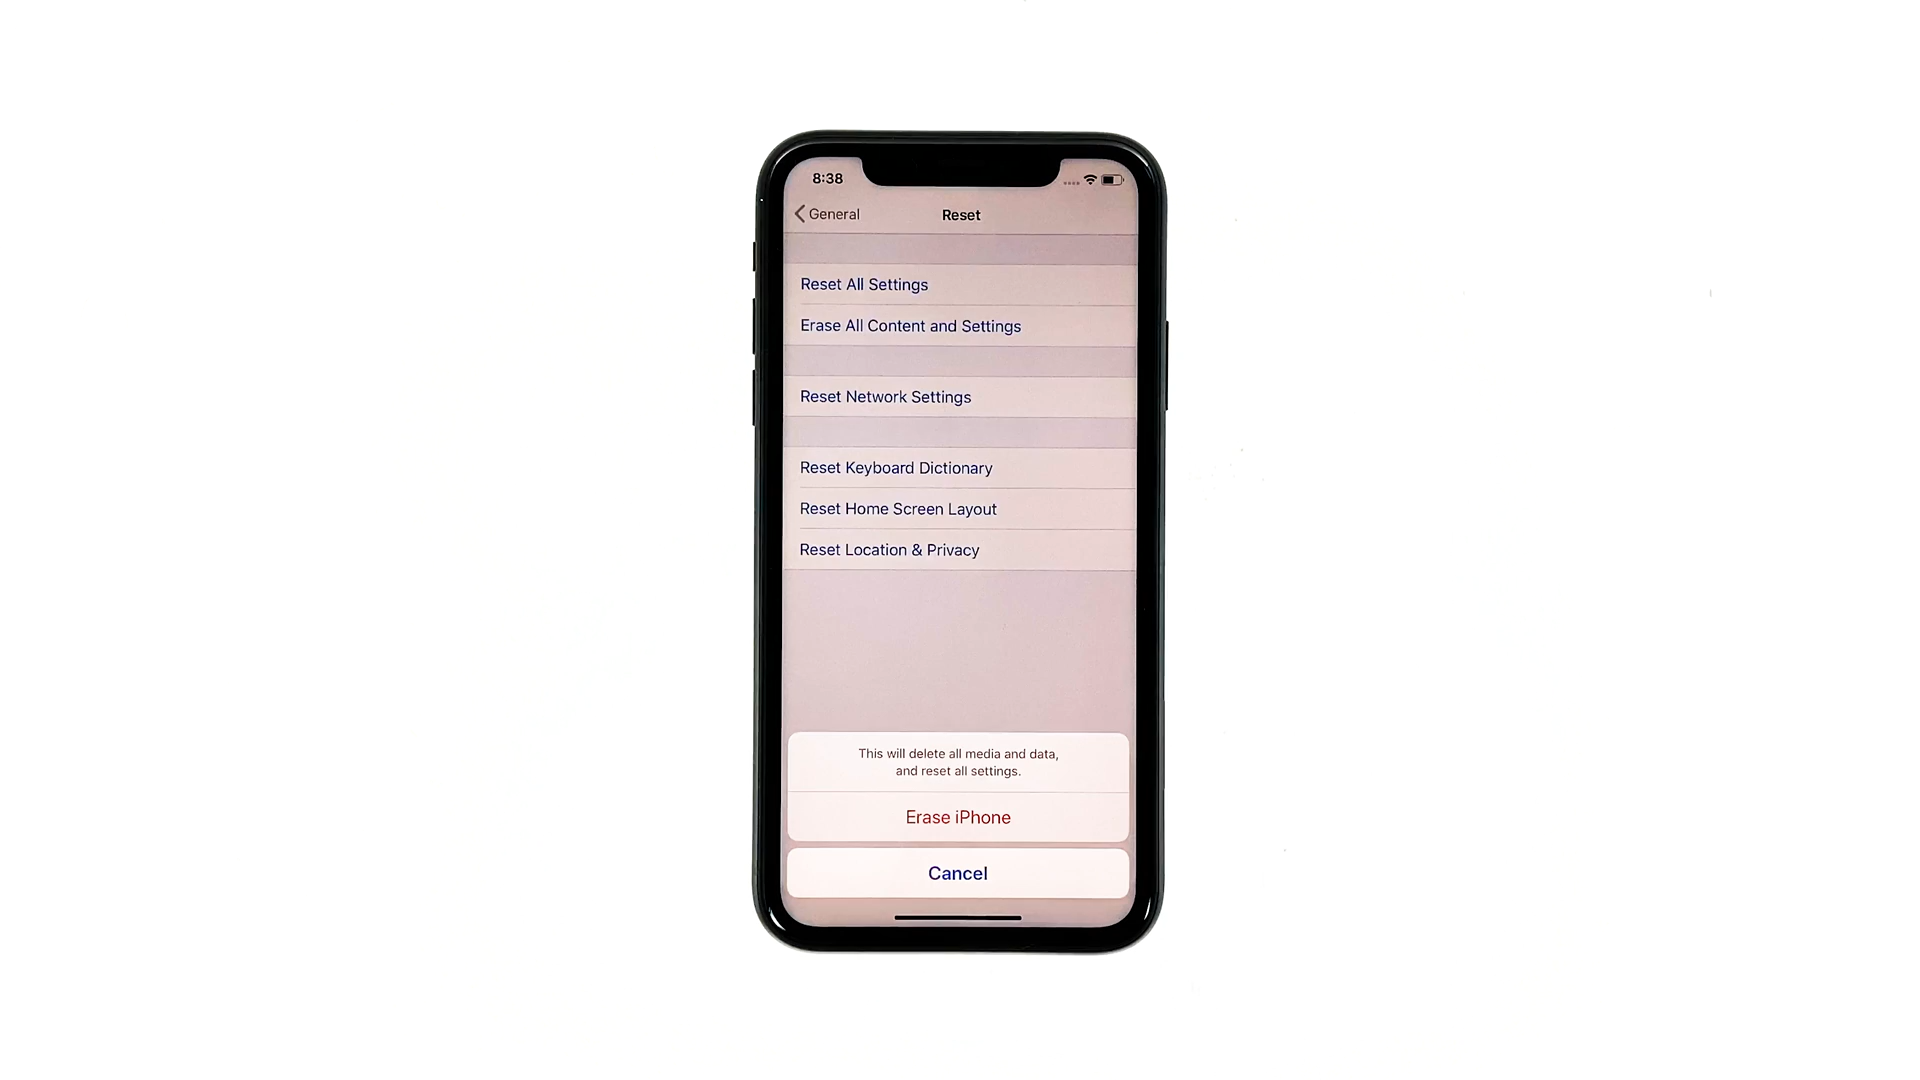 8:38
General
Reset
Reset All Settings
Erase All Content and Settings
Reset Network Settings
Reset Keyboard Dictionary
Reset Home Screen Layout
Reset Location & Privacy
This will delete all media and data,
and reset all settings.
Erase iPhone
Cancel